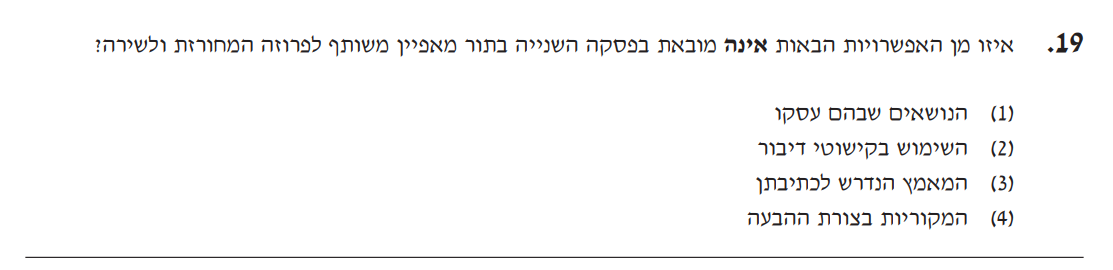 19. איזו מן האפשרויות הבאות אינה מובאת בפסקה השנייה בתור מאפיין משותף לפרוזה המחורזת ולשירה?
(1) הנושאים שבהם עסקו
(2) השימוש בקישוטי דיבור
(3) המאמץ הנדרש לכתיבתן
(4) המקוריות בצורת ההבעה